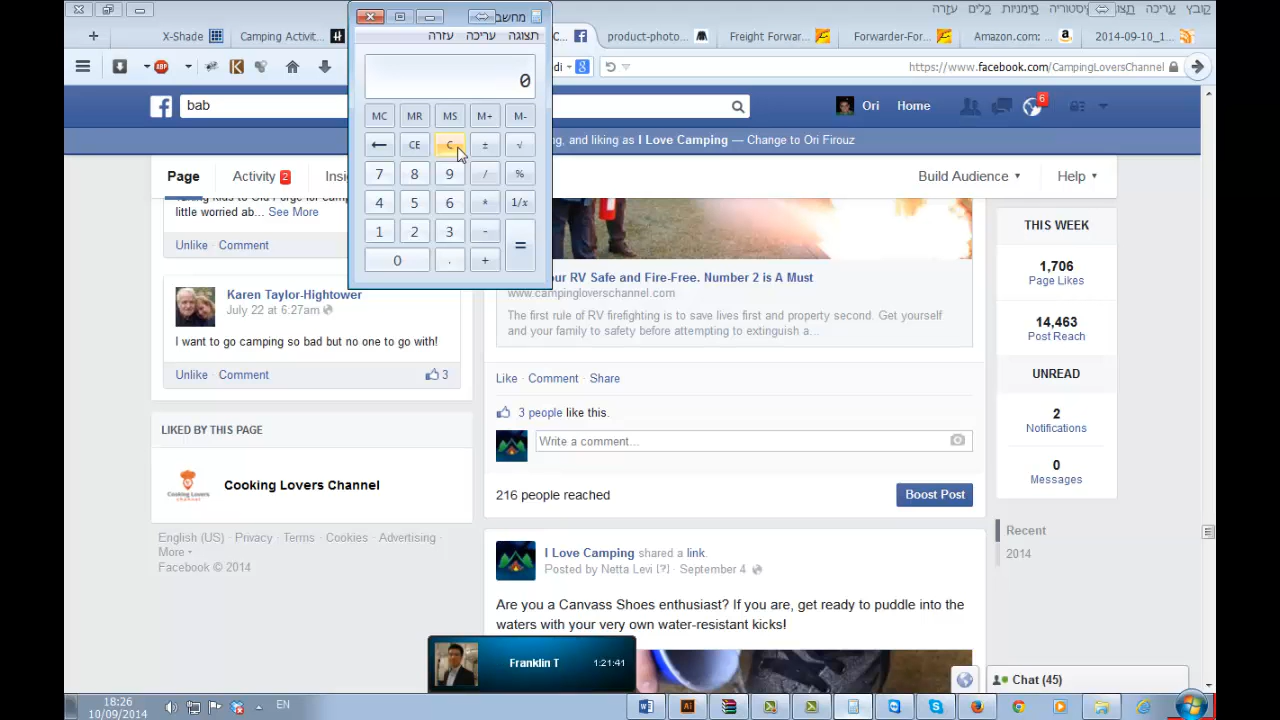 קובץ עריכה תצו יסטוריה סימניות כלים עזרה
X-Shade
Camping Activit...
C...
product-photo...
Freight Forwar...
Forwarder-For...
Amazon.com: ...
2014-09-10_1...
di
https://www.facebook.com/CampingLoversChannel
מחשב
תצוגה עריכה עזרה
0
MC MR MS M+ M-
← CE C ± √
7 8 9 / %
4 5 6 * 1/x
1 2 3 - =
0 . +
bab
Ori Home
6
ng, and liking as I Love Camping — Change to Ori Firouz
Page Activity 2 Insi
Build Audience Help
little worried ab... See More
Unlike · Comment
Karen Taylor-Hightower
July 22 at 6:27am
I want to go camping so bad but no one to go with!
Unlike · Comment
3
LIKED BY THIS PAGE
Cooking Lovers Channel
English (US) · Privacy · Terms · Cookies · Advertising ·
More
Facebook © 2014
our RV Safe and Fire-Free. Number 2 is A Must
www.campingloverschannel.com
The first rule of RV firefighting is to save lives first and property second. Get yourself
and your family to safety before attempting to extinguish a...
Like · Comment · Share
3 people like this.
Write a comment...
216 people reached
Boost Post
I Love Camping shared a link.
Posted by Netta Levi [?] · September 4
Are you a Canvass Shoes enthusiast? If you are, get ready to puddle into the
waters with your very own water-resistant kicks!
THIS WEEK
1,706
Page Likes
14,463
Post Reach
UNREAD
2
Notifications
0
Messages
Recent
2014
Franklin T 1:21:41
Chat (45)
18:26
10/09/2014
EN